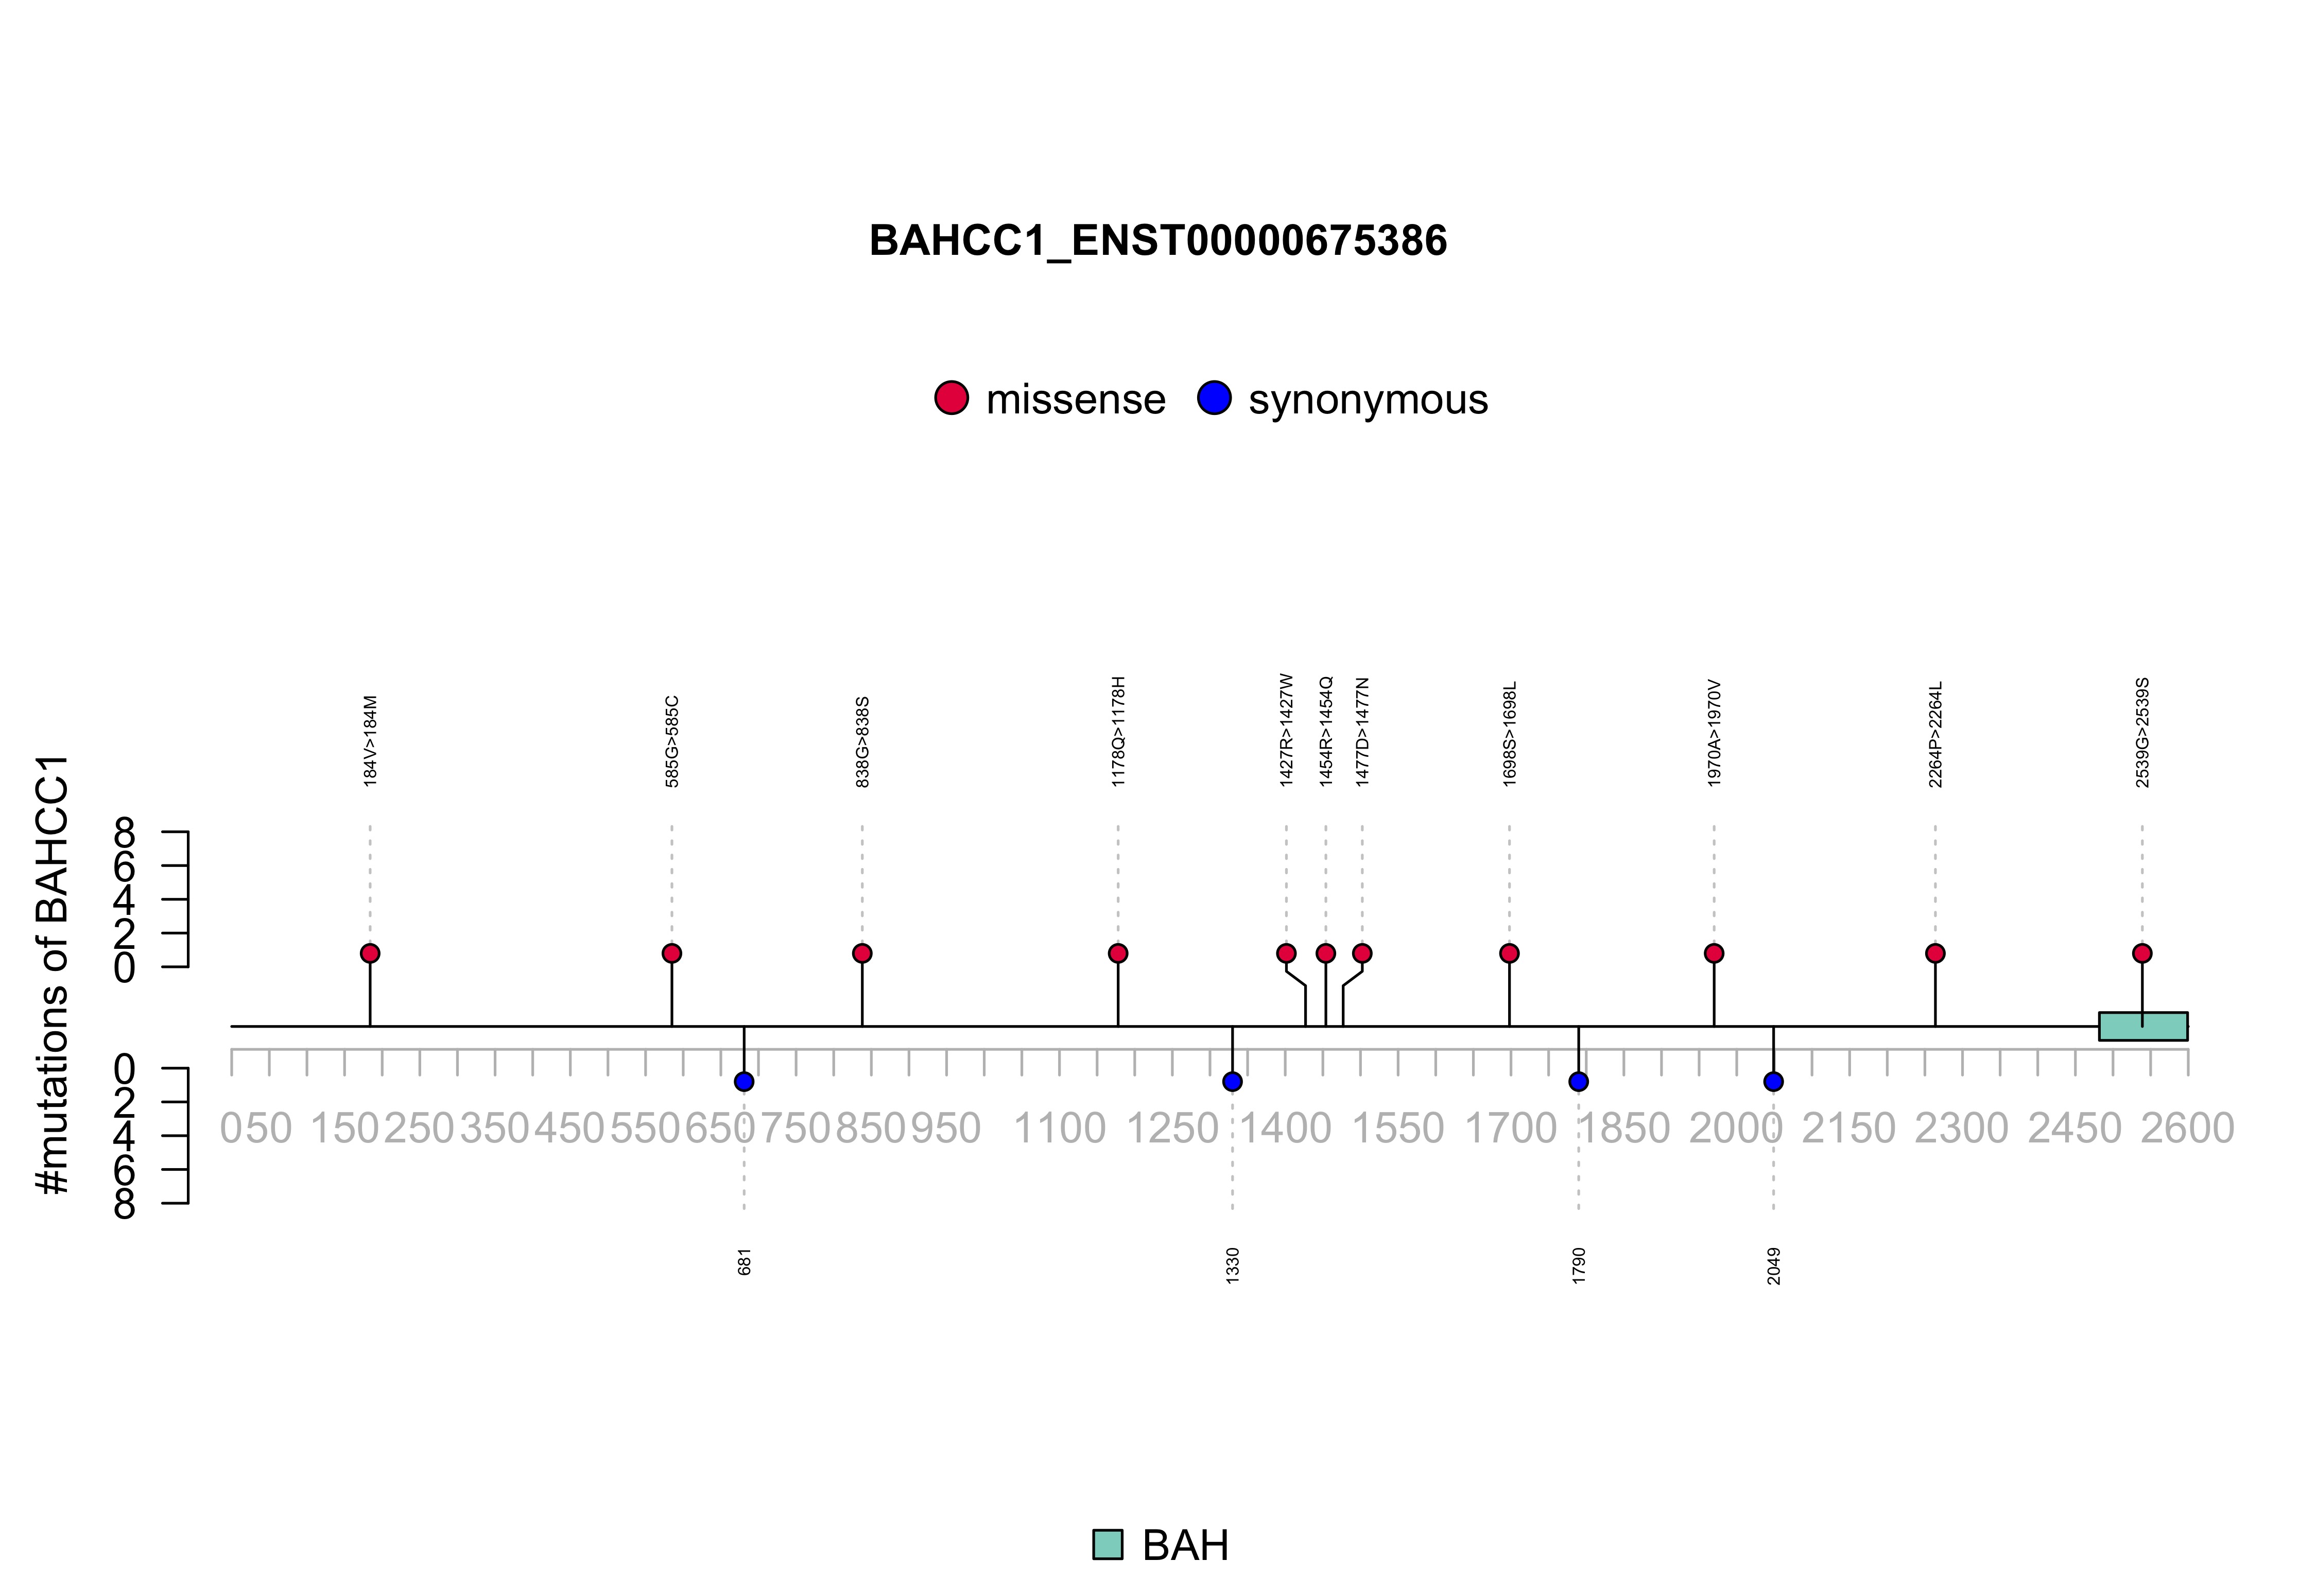 BAHCC1_ENST00000675386
missense synonymous
184V>184M
585G>585C
838G>838S
1178Q>1178H
1427R>1427W
1454R>1454Q
1477D>1477N
1698S>1698L
1970A>1970V
2264P>2264L
2539G>2539S
#mutations of BAHCC1
8
6
4
2
0
0
2
4
6
8
0 50 150 250 350 450 550 650 750 850 950 1100 1250 1400 1550 1700 1850 2000 2150 2300 2450 2600
681
1330
1790
2049
BAH